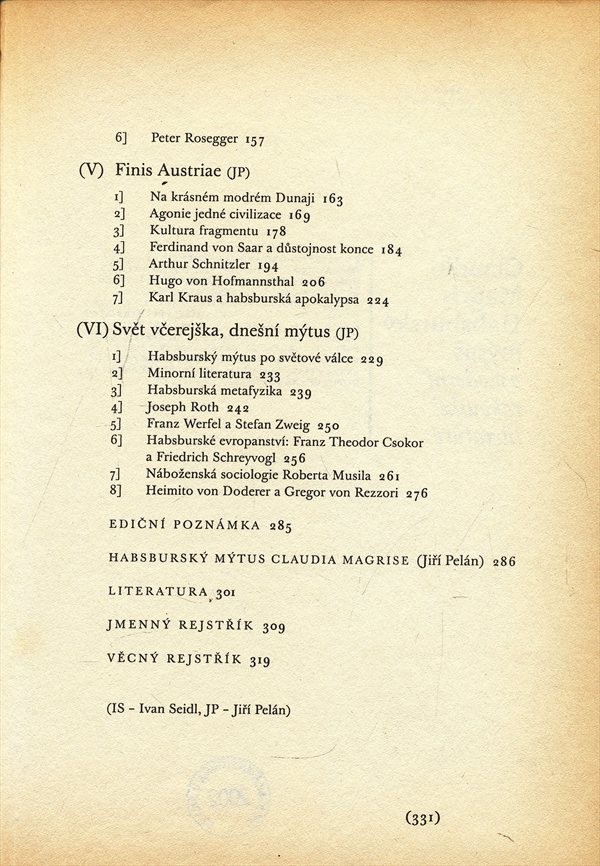 6] Peter Rosegger 157
(V) Finis Austriae (JP)
1] Na krásném modrém Dunaji 163
2] Agonie jedné civilizace 169
3] Kultura fragmentu 178
4] Ferdinand von Saar a důstojnost konce 184
5] Arthur Schnitzler 194
6] Hugo von Hofmannsthal 206
7] Karl Kraus a habsburská apokalypsa 224
(VI) Svět včerejška, dnešní mýtus (JP)
1] Habsburský mýtus po světové válce 229
2] Minorní literatura 233
3] Habsburská metafyzika 239
4] Joseph Roth 242
5] Franz Werfel a Stefan Zweig 250
6] Habsburské evropanství: Franz Theodor Csokor
a Friedrich Schreyvogl 256
7] Náboženská sociologie Roberta Musila 261
8] Heimito von Doderer a Gregor von Rezzori 276
EDIČNÍ POZNÁMKA 285
HABSBURSKÝ MÝTUS CLAUDIA MAGRISE (Jiří Pelán) 286
LITERATURA 301
JMENNÝ REJSTŘÍK 309
VĚCNÝ REJSTŘÍK 319
(IS – Ivan Seidl, JP – Jiří Pelán)
(331)